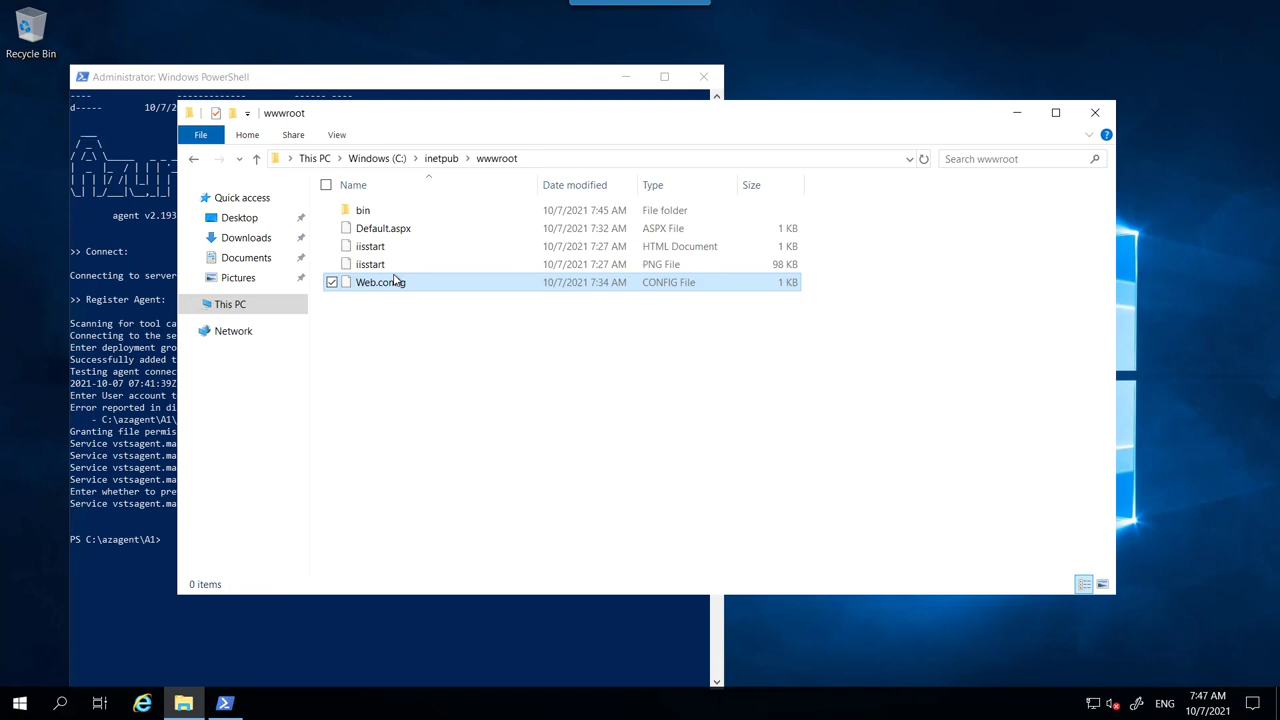 Recycle Bin
Administrator: Windows PowerShell
---- ------------- ------ ----
d----- 10/7/2
agent v2.193
>> Connect:
Connecting to server
>> Register Agent:
Scanning for tool ca
Connecting to the se
Enter deployment gro
Successfully added t
Testing agent connec
2021-10-07 07:41:39Z
Enter User account t
Error reported in di
- C:\azagent\A1\
Granting file permis
Service vstsagent.ma
Service vstsagent.ma
Service vstsagent.ma
Service vstsagent.ma
Enter whether to pre
Service vstsagent.ma
PS C:\azagent\A1>
wwwroot
File Home Share View
This PC Windows (C:) inetpub wwwroot Search wwwroot
Name Date modified Type Size
Quick access
Desktop
Downloads
Documents
Pictures
This PC
Network
bin 10/7/2021 7:45 AM File folder
Default.aspx 10/7/2021 7:32 AM ASPX File 1 KB
iisstart 10/7/2021 7:27 AM HTML Document 1 KB
iisstart 10/7/2021 7:27 AM PNG File 98 KB
Web.config 10/7/2021 7:34 AM CONFIG File 1 KB
0 items
ENG
7:47 AM
10/7/2021